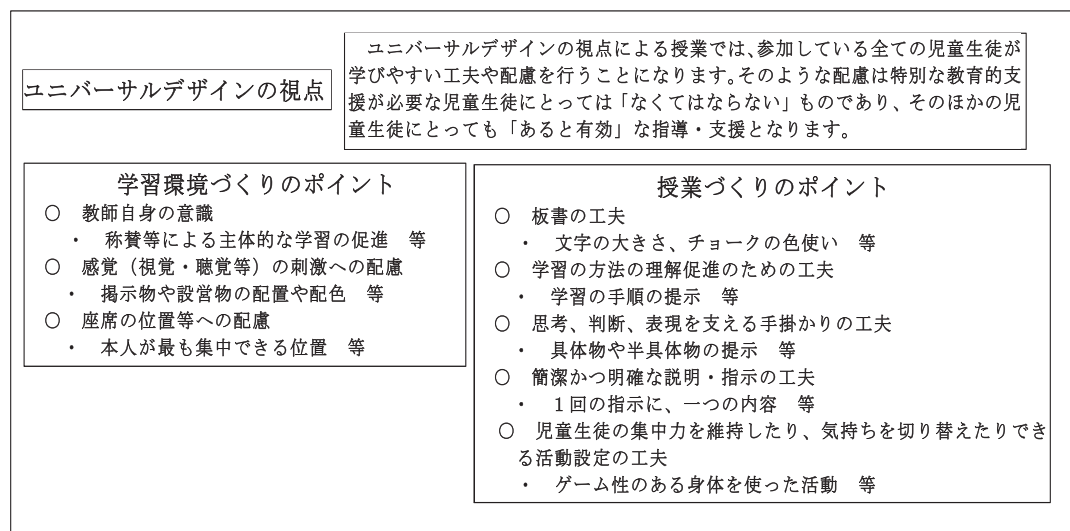 ユニバーサルデザインの視点
ユニバーサルデザインの視点による授業では、参加している全ての児童生徒が
学びやすい工夫や配慮を行うことになります。そのような配慮は特別な教育的支
援が必要な児童生徒にとっては「なくてはならない」ものであり、そのほかの児
童生徒にとっても「あると有効」な指導・支援となります。
学習環境づくりのポイント
○ 教師自身の意識
・ 称賛等による主体的な学習の促進 等
○ 感覚（視覚・聴覚等）の刺激への配慮
・ 掲示物や設営物の配置や配色 等
○ 座席の位置等への配慮
・ 本人が最も集中できる位置 等
授業づくりのポイント
○ 板書の工夫
・ 文字の大きさ、チョークの色使い 等
○ 学習の方法の理解促進のための工夫
・ 学習の手順の提示 等
○ 思考、判断、表現を支える手掛かりの工夫
・ 具体物や半具体物の提示 等
○ 簡潔かつ明確な説明・指示の工夫
・ １回の指示に、一つの内容 等
○ 児童生徒の集中力を維持したり、気持ちを切り替えたりでき
る活動設定の工夫
・ ゲーム性のある身体を使った活動 等